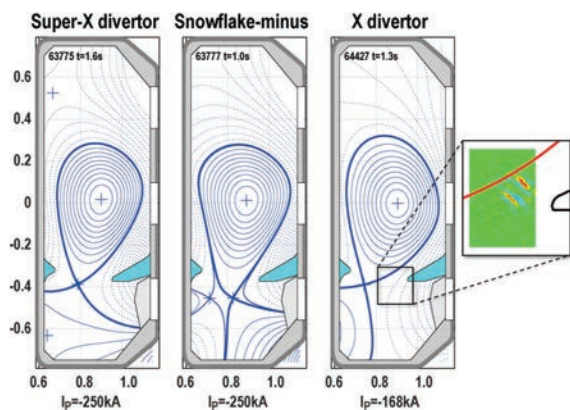 Super-X divertor Snowflake-minus X divertor
63775 t=1.6s 63777 t=1.0s 64427 t=1.3s
0.6
0.4
0.2
0
-0.2
-0.4
-0.6
0.6 0.8 1.0 0.6 0.8 1.0 0.6 0.8 1.0
Ip=-250kA Ip=-250kA Ip=-168kA